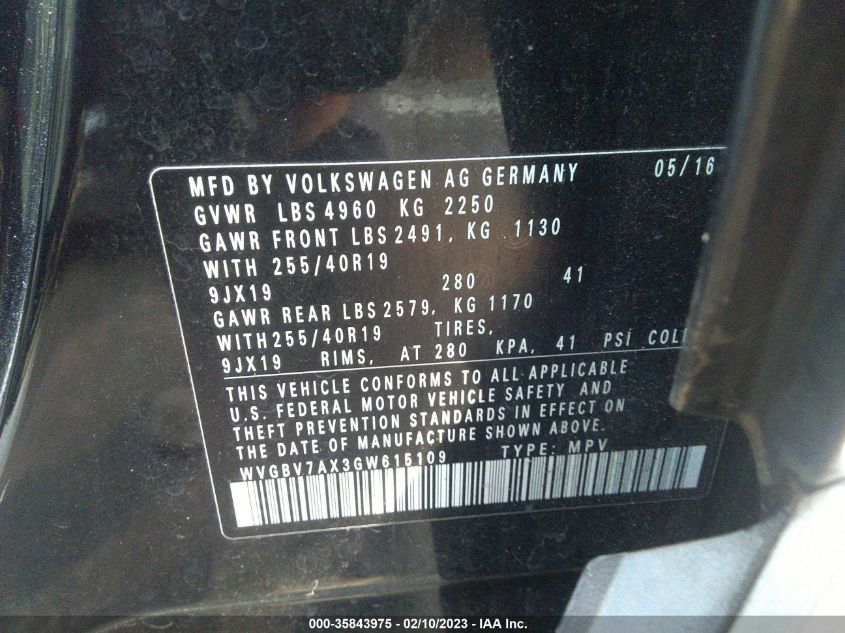 MFD BY VOLKSWAGEN AG GERMANY 05/16
GVWR LBS 4960 KG 2250
GAWR FRONT LBS 2491, KG 1130
WITH 255/40R19
9JX19 280 41
GAWR REAR LBS 2579, KG 1170
WITH 255/40R19 TIRES,
9JX19 RIMS, AT 280 KPA, 41 PSI COL
THIS VEHICLE CONFORMS TO ALL APPLICABLE
U.S. FEDERAL MOTOR VEHICLE SAFETY AND
THEFT PREVENTION STANDARDS IN EFFECT ON
THE DATE OF MANUFACTURE SHOWN ABOVE.
WVGBV7AX3GW615109 TYPE: MPV
000-35843975 — 02/10/2023 — IAA Inc.